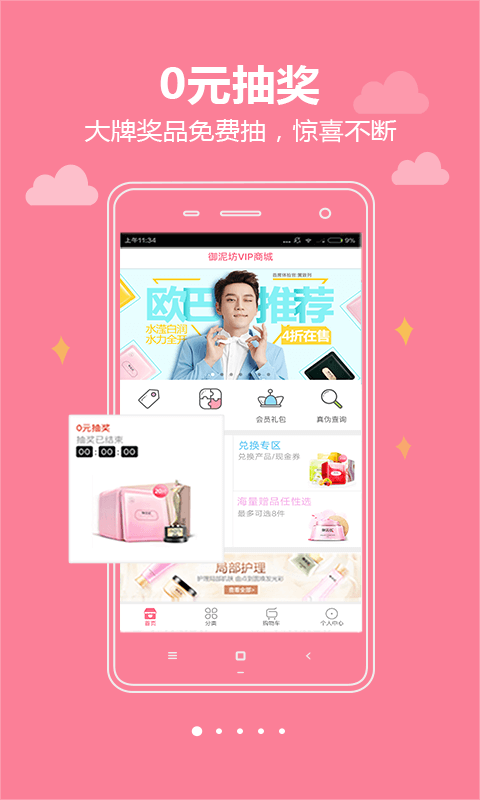 0元抽奖
大牌奖品免费抽，惊喜不断
上午11:34
9%
御泥坊VIP商城
欧巴推荐
水滢白润
水力全开
4折在售
会员礼包
真伪查询
0元抽奖
抽奖已结束
00:00:00
兑换专区
兑换产品/现金券
海量赠品任性选
最多可选8件
局部护理
查看全部>
首页
分类
购物车
个人中心